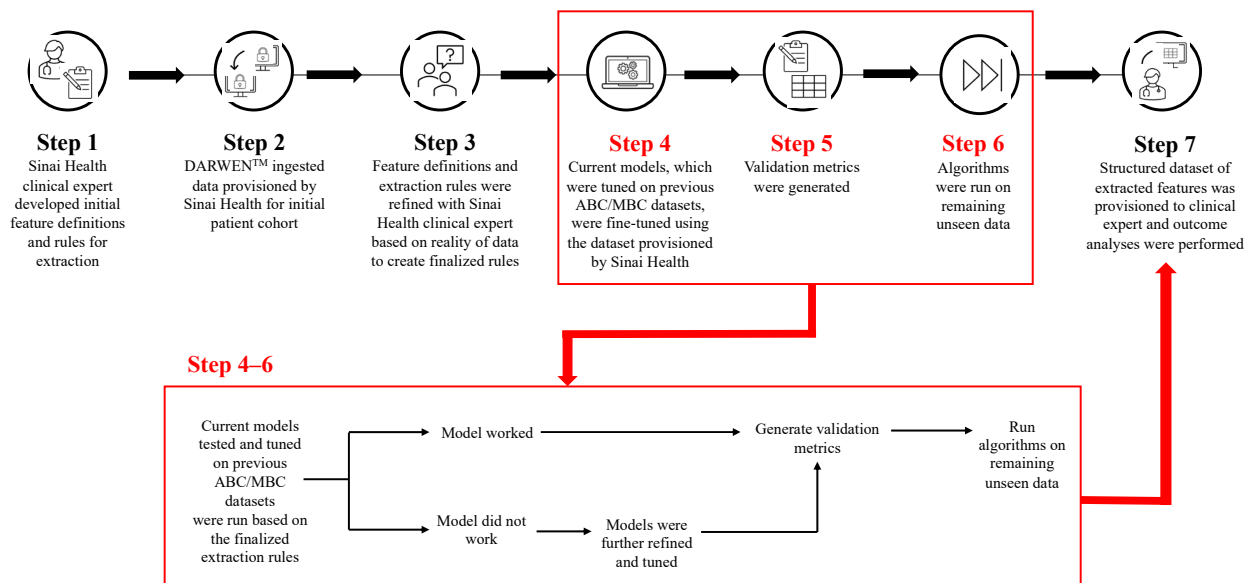 ?
Step 1
Sinai Health
clinical expert
developed initial
feature definitions
and rules for
extraction
Step 2
DARWEN™ ingested
data provisioned by
Sinai Health for initial
patient cohort
Step 3
Feature definitions and
extraction rules were
refined with Sinai
Health clinical expert
based on reality of data
to create finalized rules
Step 4
Current models, which
were tuned on previous
ABC/MBC datasets,
were fine-tuned using
the dataset provisioned
by Sinai Health
Step 5
Validation metrics
were generated
Step 6
Algorithms
were run on
remaining
unseen data
Step 7
Structured dataset of
extracted features was
provisioned to clinical
expert and outcome
analyses were performed
Step 4–6
Current models
tested and tuned
on previous
ABC/MBC
datasets
were run based on
the finalized
extraction rules
Model worked
Model did not
work
Models were
further refined
and tuned
Generate validation
metrics
Run
algorithms on
remaining
unseen data